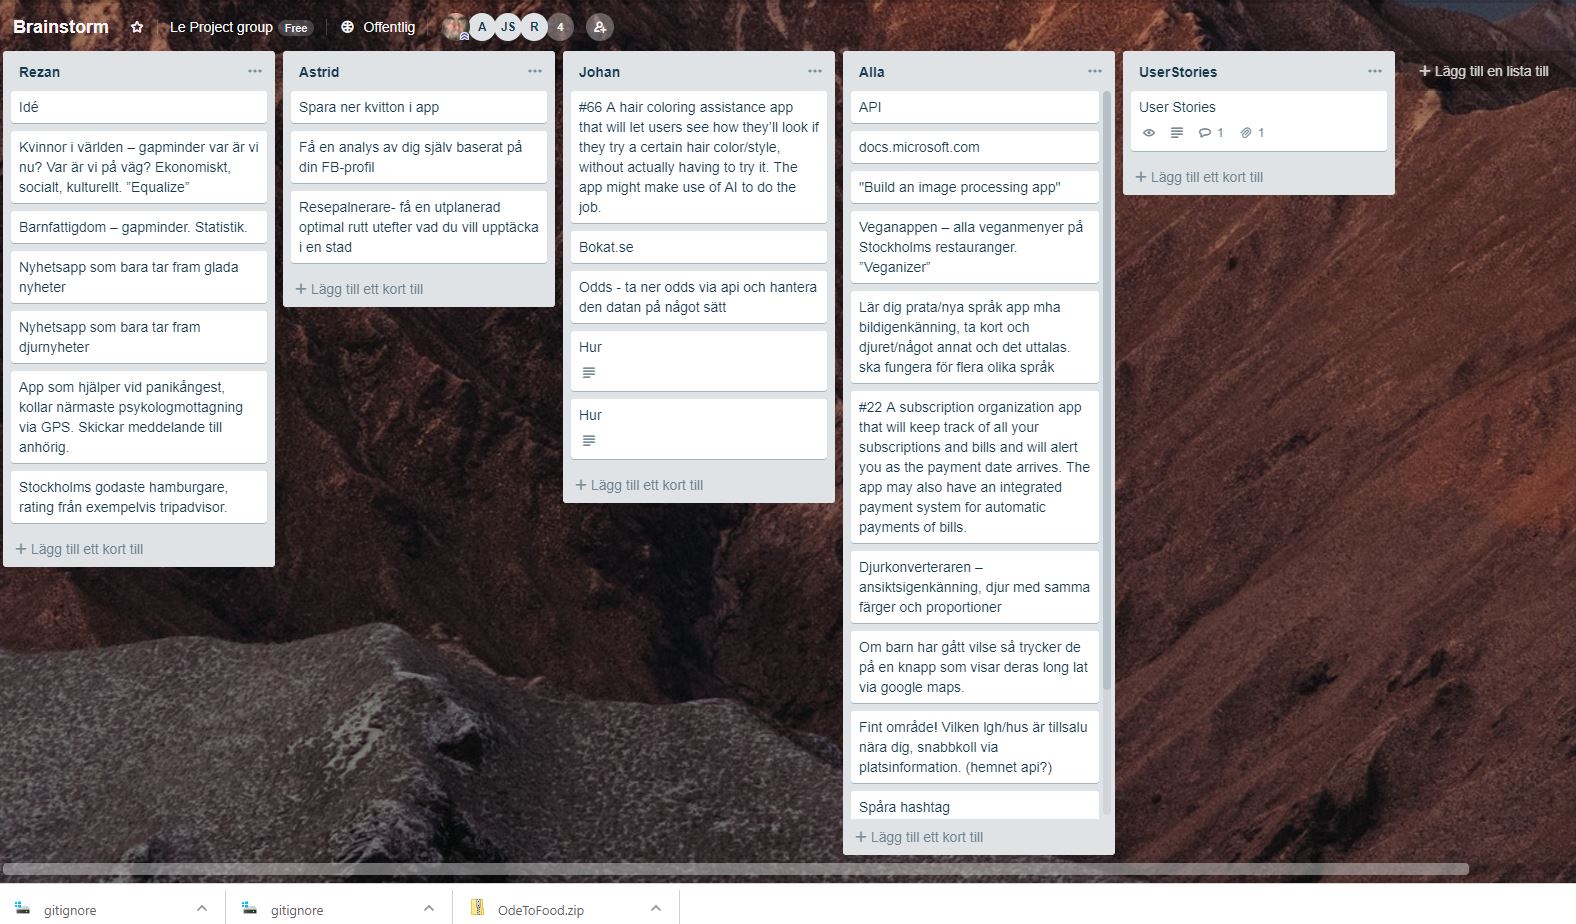 Brainstorm
Le Project group Free
Offentlig
A JS R 4
Rezan
Idé
Kvinnor i världen – gapminder var är vi
nu? Var är vi på väg? Ekonomiskt,
socialt, kulturellt. ”Equalize”
Barnfattigdom – gapminder. Statistik.
Nyhetsapp som bara tar fram glada
nyheter
Nyhetsapp som bara tar fram
djurnyheter
App som hjälper vid panikångest,
kollar närmaste psykologmottagning
via GPS. Skickar meddelande till
anhörig.
Stockholms godaste hamburgare,
rating från exempelvis tripadvisor.
+ Lägg till ett kort till
Astrid
Spara ner kvitton i app
Få en analys av dig själv baserat på
din FB-profil
Resepalnerare- få en utplanerad
optimal rutt utefter vad du vill upptäcka
i en stad
+ Lägg till ett kort till
Johan
#66 A hair coloring assistance app
that will let users see how they’ll look if
they try a certain hair color/style,
without actually having to try it. The
app might make use of AI to do the
job.
Bokat.se
Odds - ta ner odds via api och hantera
den datan på något sätt
Hur
Hur
+ Lägg till ett kort till
Alla
API
docs.microsoft.com
"Build an image processing app"
Veganappen – alla veganmenyer på
Stockholms restauranger.
”Veganizer”
Lär dig prata/nya språk app mha
bildigenkänning, ta kort och
djuret/något annat och det uttalas.
ska fungera för flera olika språk
#22 A subscription organization app
that will keep track of all your
subscriptions and bills and will alert
you as the payment date arrives. The
app may also have an integrated
payment system for automatic
payments of bills.
Djurkonverteraren –
ansiktsigenkänning, djur med samma
färger och proportioner
Om barn har gått vilse så trycker de
på en knapp som visar deras long lat
via google maps.
Fint område! Vilken lgh/hus är tillsalu
nära dig, snabbkoll via
platsinformation. (hemnet api?)
Spåra hashtag
+ Lägg till ett kort till
UserStories
User Stories
1 1
+ Lägg till ett kort till
+ Lägg till en lista till
gitignore
gitignore
OdeToFood.zip